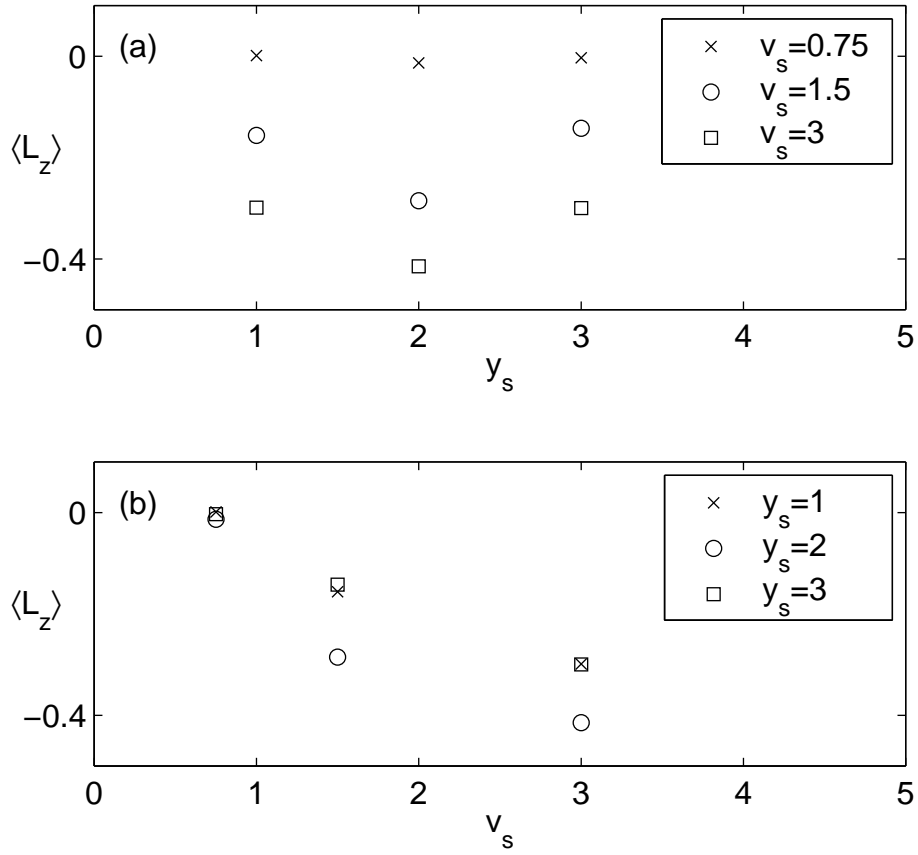 (a)
0
−0.4
⟨L_z⟩
v_s=0.75
v_s=1.5
v_s=3
0 1 2 3 4 5
y_s
(b)
0
−0.4
⟨L_z⟩
y_s=1
y_s=2
y_s=3
0 1 2 3 4 5
v_s